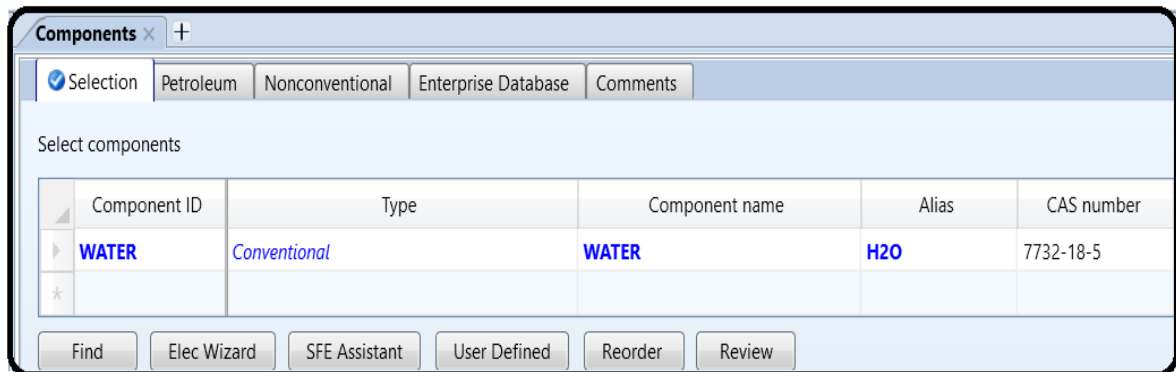 Components × +
Selection Petroleum Nonconventional Enterprise Database Comments
Select components
Component ID Type Component name Alias CAS number
WATER Conventional WATER H2O 7732-18-5
*
Find Elec Wizard SFE Assistant User Defined Reorder Review